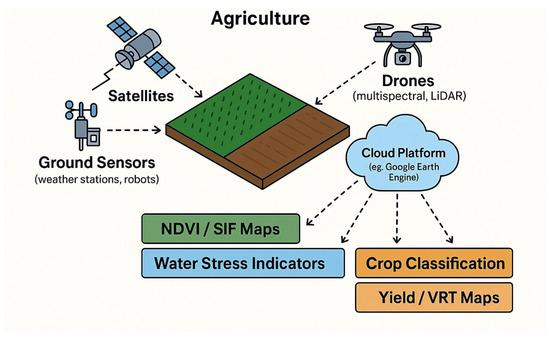 Agriculture
Satellites
Drones
(multispectral, LiDAR)
Ground Sensors
(weather stations, robots)
Cloud Platform
(eg. Google Earth
Engine)
NDVI / SIF Maps
Water Stress Indicators
Crop Classification
Yield / VRT Maps